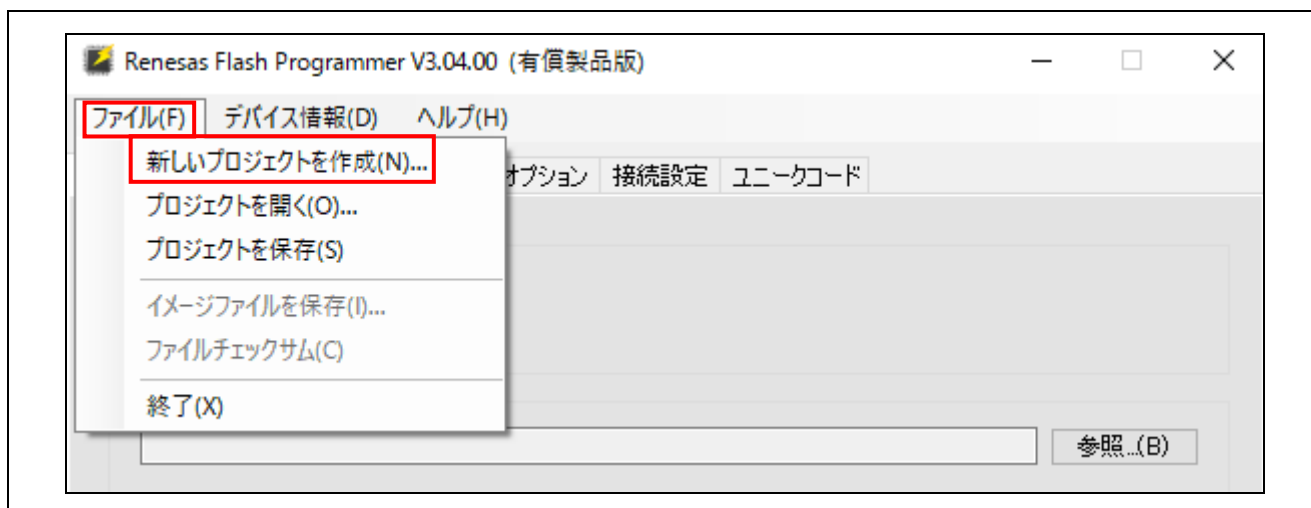 Renesas Flash Programmer V3.04.00 (有償製品版)
ファイル(F) デバイス情報(D) ヘルプ(H)
新しいプロジェクトを作成(N)...
オプション 接続設定 ユニークコード
プロジェクトを開く(O)...
プロジェクトを保存(S)
イメージファイルを保存(I)...
ファイルチェックサム(C)
終了(X)
参照...(B)